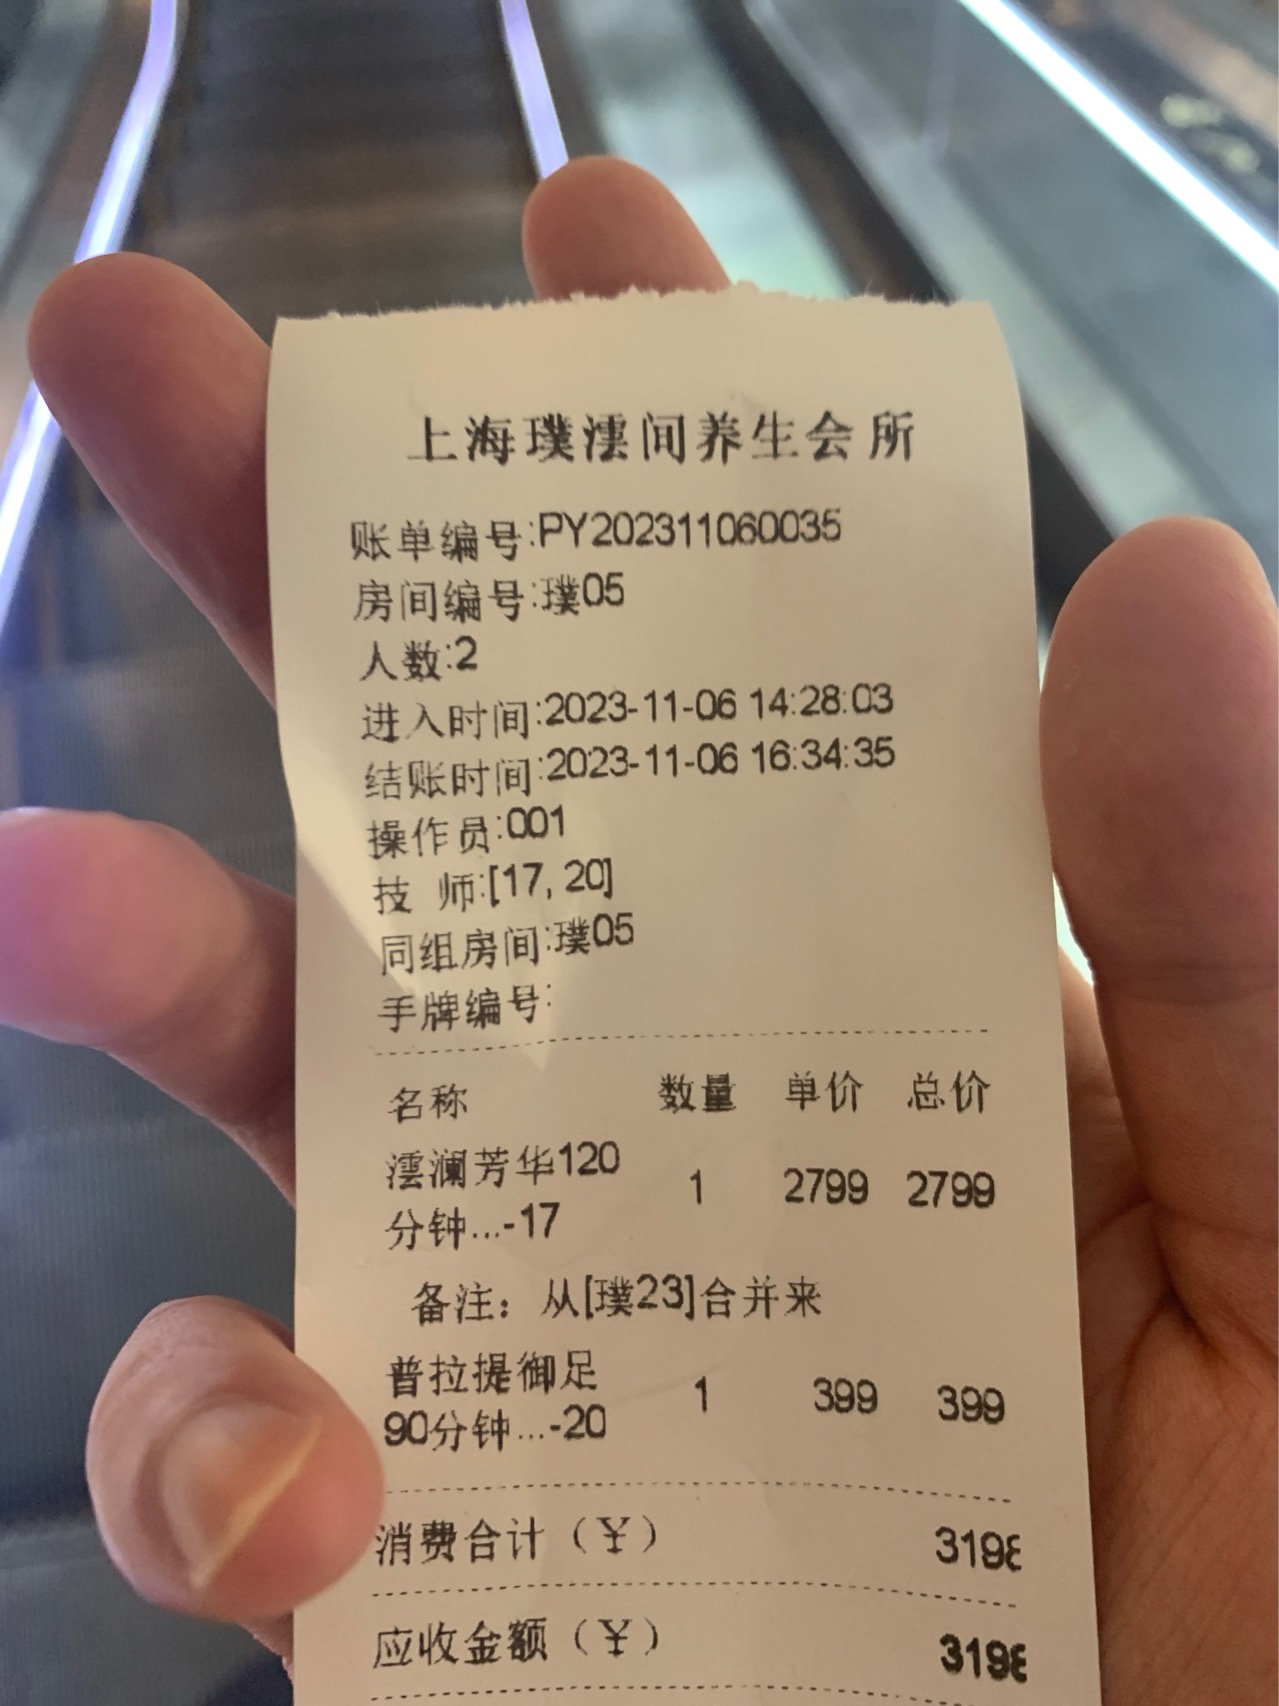 上海璞澐间养生会所
账单编号:PY202311060035
房间编号:璞05
人数:2
进入时间:2023-11-06 14:28:03
结账时间:2023-11-06 16:34:35
操作员:001
技 师:[17, 20]
同组房间:璞05
手牌编号:
名称 数量 单价 总价
澐澜芳华120 1 2799 2799
分钟...-17
备注：从[璞23]合并来
普拉提御足 1 399 399
90分钟...-20
消费合计（￥） 3198
应收金额（￥） 3198